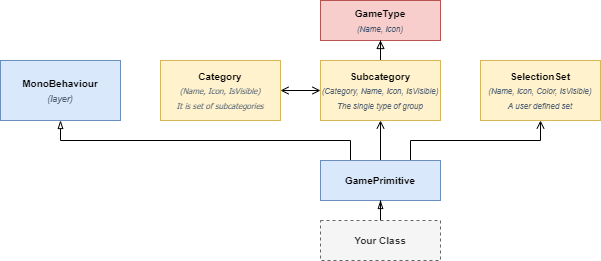 GameType
(Name, Icon)
MonoBehaviour
(layer)
Category
(Name, Icon, IsVisible)
It is set of subcategories
Subcategory
(Category, Name, Icon, IsVisible)
The single type of group
SelectionSet
(Name, Icon, Color, IsVisible)
A user defined set
GamePrimitive
Your Class